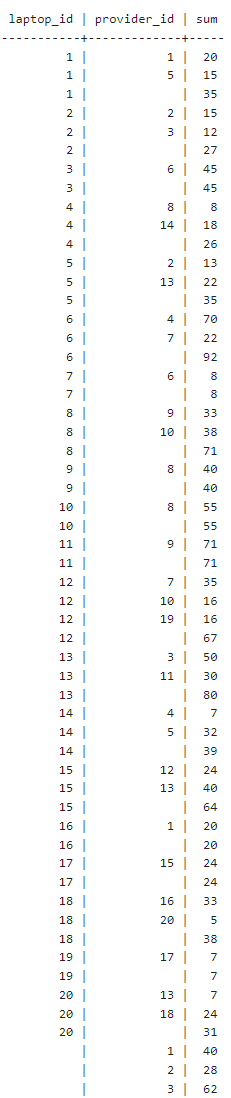 laptop_id | provider_id | sum
-----------+-------------+-----
1 | 1 | 20
1 | 5 | 15
1 | | 35
2 | 2 | 15
2 | 3 | 12
2 | | 27
3 | 6 | 45
3 | | 45
4 | 8 | 8
4 | 14 | 18
4 | | 26
5 | 2 | 13
5 | 13 | 22
5 | | 35
6 | 4 | 70
6 | 7 | 22
6 | | 92
7 | 6 | 8
7 | | 8
8 | 9 | 33
8 | 10 | 38
8 | | 71
9 | 8 | 40
9 | | 40
10 | 8 | 55
10 | | 55
11 | 9 | 71
11 | | 71
12 | 7 | 35
12 | 10 | 16
12 | 19 | 16
12 | | 67
13 | 3 | 50
13 | 11 | 30
13 | | 80
14 | 4 | 7
14 | 5 | 32
14 | | 39
15 | 12 | 24
15 | 13 | 40
15 | | 64
16 | 1 | 20
16 | | 20
17 | 15 | 24
17 | | 24
18 | 16 | 33
18 | 20 | 5
18 | | 38
19 | 17 | 7
19 | | 7
20 | 13 | 7
20 | 18 | 24
20 | | 31
| 1 | 40
| 2 | 28
| 3 | 62